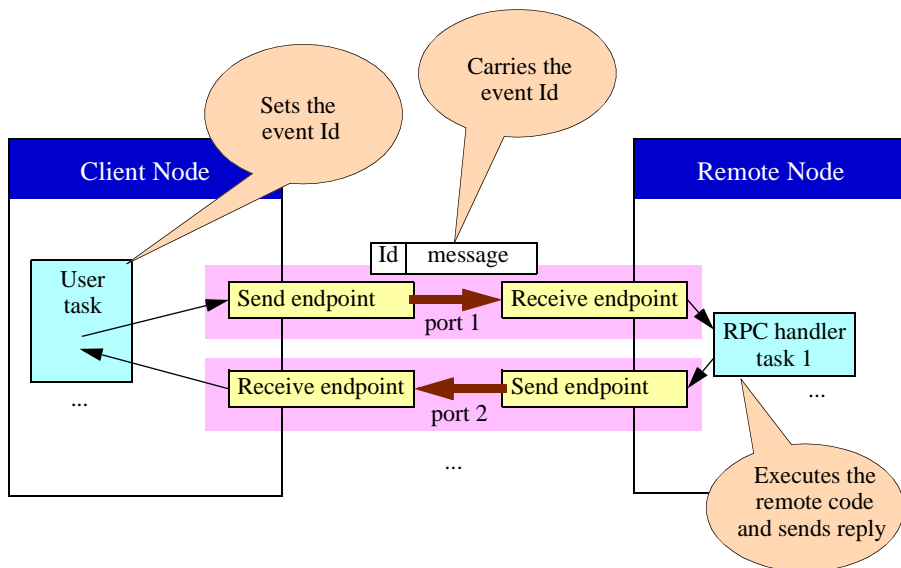 Carries the
event Id
Sets the
event Id
Client Node
Remote Node
Id message
User
task
Send endpoint
Receive endpoint
port 1
RPC handler
task 1
Receive endpoint
Send endpoint
port 2
...
...
...
Executes the
remote code
and sends reply